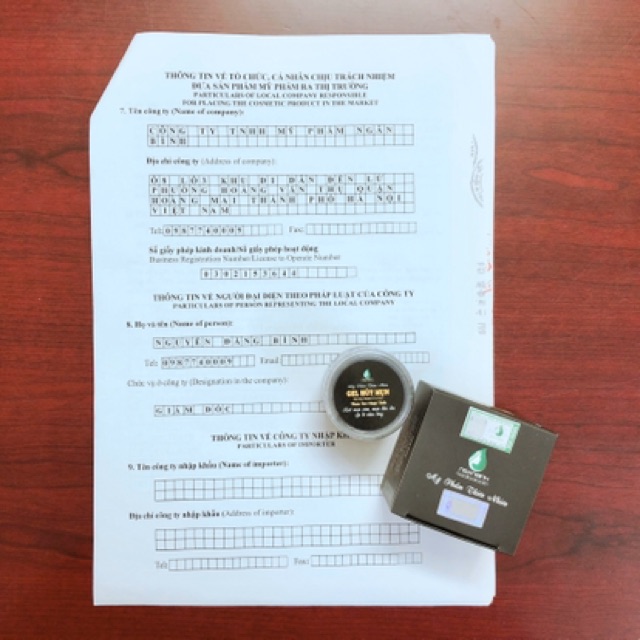 THÔNG TIN VỀ TỔ CHỨC, CÁ NHÂN CHỊU TRÁCH NHIỆM
ĐƯA SẢN PHẨM MỸ PHẨM RA THỊ TRƯỜNG
PARTICULARS OF LOCAL COMPANY RESPONSIBLE
FOR PLACING THE COSMETIC PRODUCT IN THE MARKET
7. Tên công ty (Name of company):
CÔNG TY TNHH MỸ PHẨM NGÂN
BÌNH
Địa chỉ công ty (Address of company):
Ô8 LÔ3 KHU DI DÂN ĐỀN LỪ
PHƯỜNG HOÀNG VĂN THỤ QUẬN
HOÀNG MAI THÀNH PHỐ HÀ NỘI
VIỆT NAM
Tel: 0987740009 Fax:
Số giấy phép kinh doanh/Số giấy phép hoạt động
Business Registration Number/License to Operate Number
THÔNG TIN VỀ NGƯỜI ĐẠI DIỆN THEO PHÁP LUẬT CỦA CÔNG TY
PARTICULARS OF PERSON REPRESENTING THE LOCAL COMPANY
8. Họ và tên (Name of person):
NGUYỄN ĐĂNG BÌNH
Tel: 0987740009 Email:
Chức vụ ở công ty (Designation in the company):
GIÁM ĐỐC
THÔNG TIN VỀ CÔNG TY NHẬP
PARTICULARS OF IMPORTER
9. Tên công ty nhập khẩu (Name of importer):
Địa chỉ công ty nhập khẩu (Address of importer):
Tel: Fax:
GEL HÚT MỤN
Mỹ Phẩm Thiên Nhiên